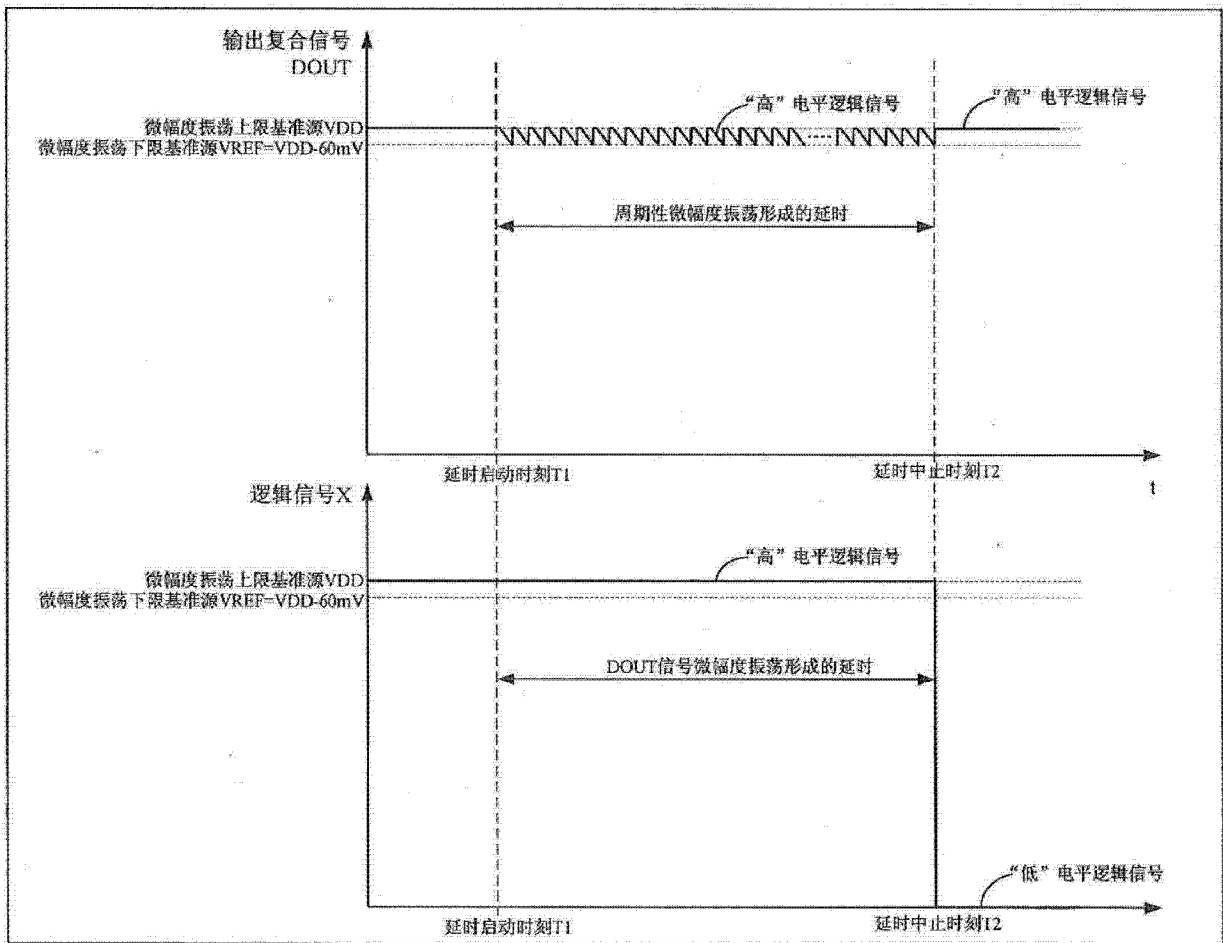 输出复合信号
DOUT
“高”电平逻辑信号
“高”电平逻辑信号
微幅度振荡上限基准源VDD
微幅度振荡下限基准源VREF=VDD-60mV
周期性微幅度振荡形成的延时
延时启动时刻T1
延时中止时刻T2
t
逻辑信号X
“高”电平逻辑信号
微幅度振荡上限基准源VDD
微幅度振荡下限基准源VREF=VDD-60mV
DOUT信号微幅度振荡形成的延时
“低”电平逻辑信号
延时启动时刻T1
延时中止时刻T2